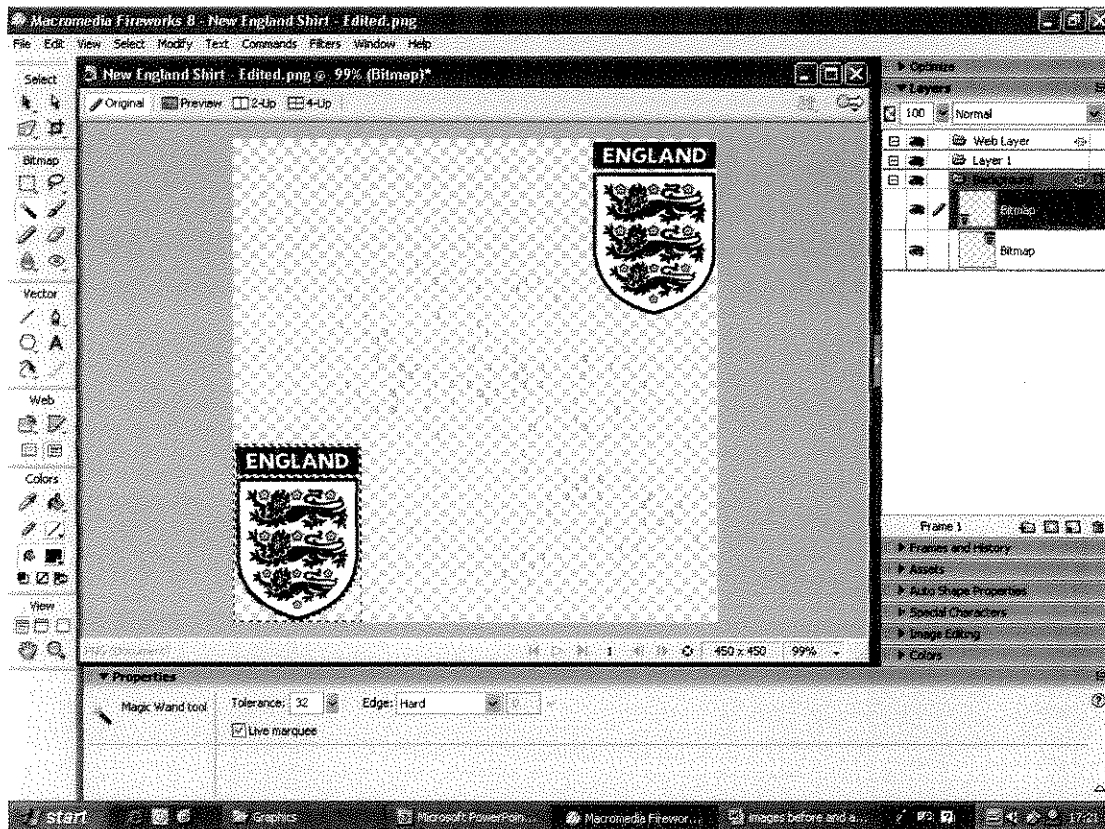 Macromedia Fireworks 8 - New England Shirt - Edited.png
File Edit View Select Modify Text Commands Filters Window Help
Select
New England Shirt - Edited.png @ 99% (Bitmap)*
Optimize
Layers
Original Preview 2-Up 4-Up
100 Normal
Web Layer
Layer 1
Background
Bitmap
Bitmap
ENGLAND
Bitmap
Vector
Web
ENGLAND
Colors
View
Frame 1
Frames and History
Assets
Auto Shape Properties
Special Characters
Image Editing
Colors
1 450 x 450 99%
Properties
Magic Wand tool Tolerance: 32 Edge: Hard 0
Live marquee
start Graphics Microsoft PowerPoin... Macromedia Firewor... images before and a... 17:21